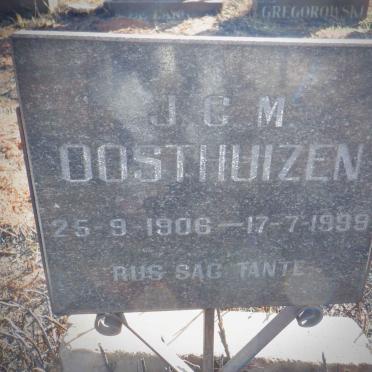 GREGOROWSKI
J C M
OOSTHUIZEN
25-9-1906—17-7-1999
RUS SAG TANTE